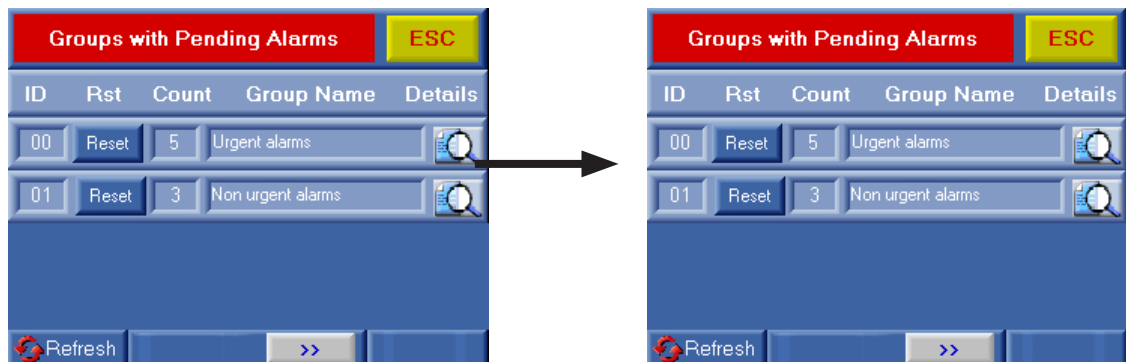 Groups with Pending Alarms ESC
ID Rst Count Group Name Details
00 Reset 5 Urgent alarms
01 Reset 3 Non urgent alarms
Refresh >>
Groups with Pending Alarms ESC
ID Rst Count Group Name Details
00 Reset 5 Urgent alarms
01 Reset 3 Non urgent alarms
Refresh >>